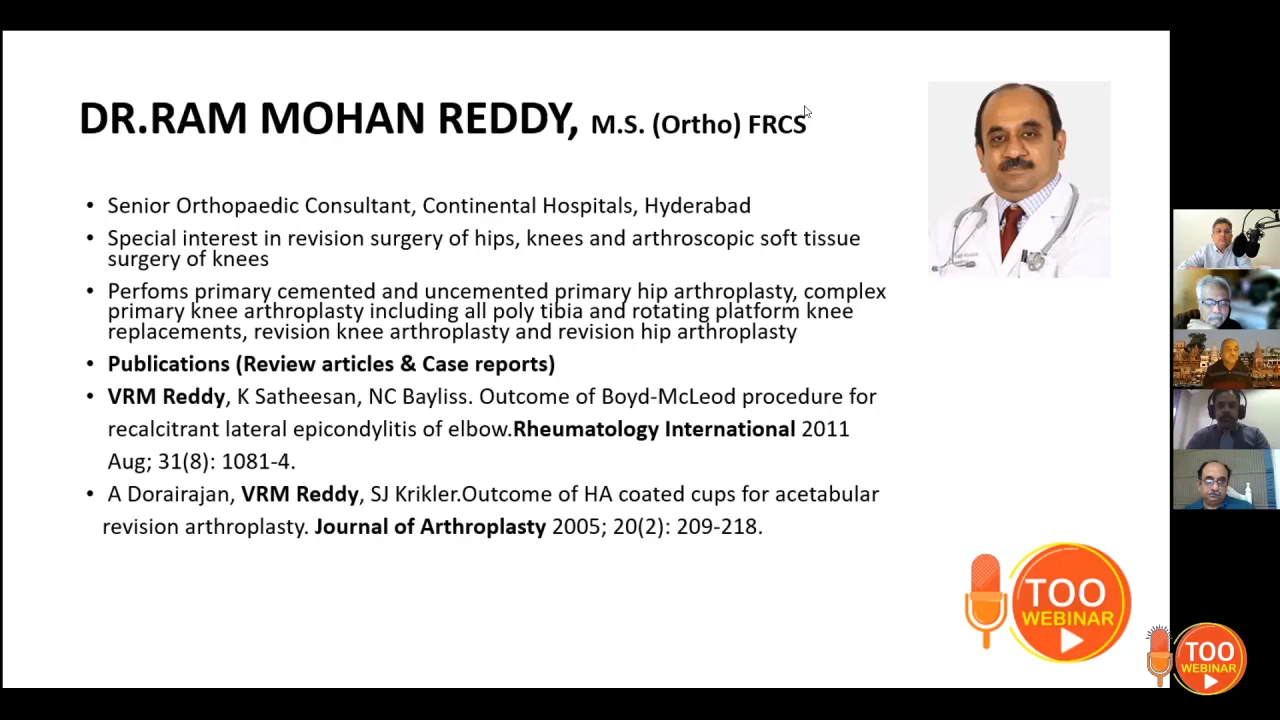 DR.RAM MOHAN REDDY, M.S. (Ortho) FRCS
• Senior Orthopaedic Consultant, Continental Hospitals, Hyderabad
• Special interest in revision surgery of hips, knees and arthroscopic soft tissue
surgery of knees
• Perfoms primary cemented and uncemented primary hip arthroplasty, complex
primary knee arthroplasty including all poly tibia and rotating platform knee
replacements, revision knee arthroplasty and revision hip arthroplasty
• Publications (Review articles & Case reports)
• VRM Reddy, K Satheesan, NC Bayliss. Outcome of Boyd-McLeod procedure for
recalcitrant lateral epicondylitis of elbow.Rheumatology International 2011
Aug; 31(8): 1081-4.
• A Dorairajan, VRM Reddy, SJ Krikler.Outcome of HA coated cups for acetabular
revision arthroplasty. Journal of Arthroplasty 2005; 20(2): 209-218.
TOO
WEBINAR
TOO
WEBINAR